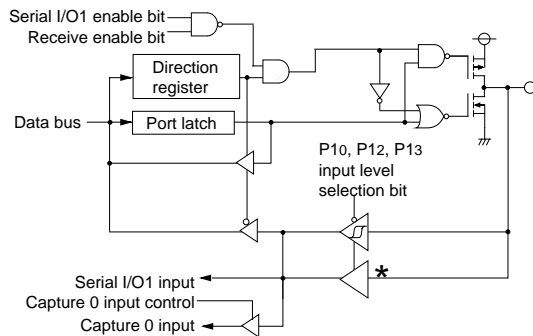 Serial I/O1 enable bit
Receive enable bit
Direction
register
Data bus
Port latch
P10, P12, P13
input level
selection bit
*
Serial I/O1 input
Capture 0 input control
Capture 0 input